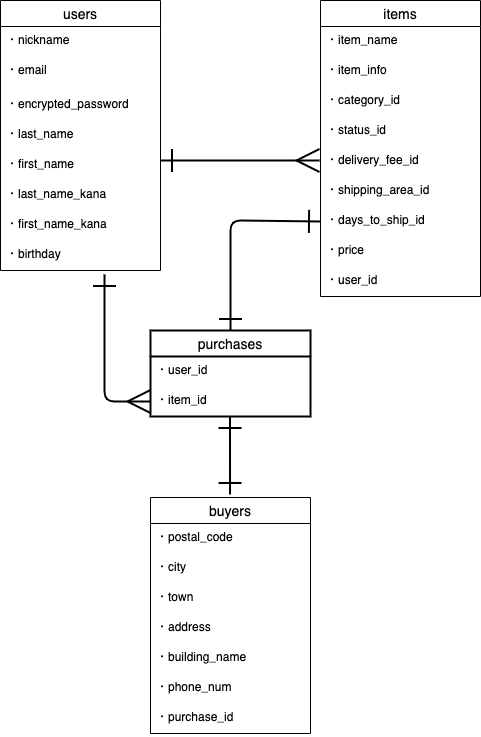 users
・nickname
・email
・encrypted_password
・last_name
・first_name
・last_name_kana
・first_name_kana
・birthday
items
・item_name
・item_info
・category_id
・status_id
・delivery_fee_id
・shipping_area_id
・days_to_ship_id
・price
・user_id
purchases
・user_id
・item_id
buyers
・postal_code
・city
・town
・address
・building_name
・phone_num
・purchase_id